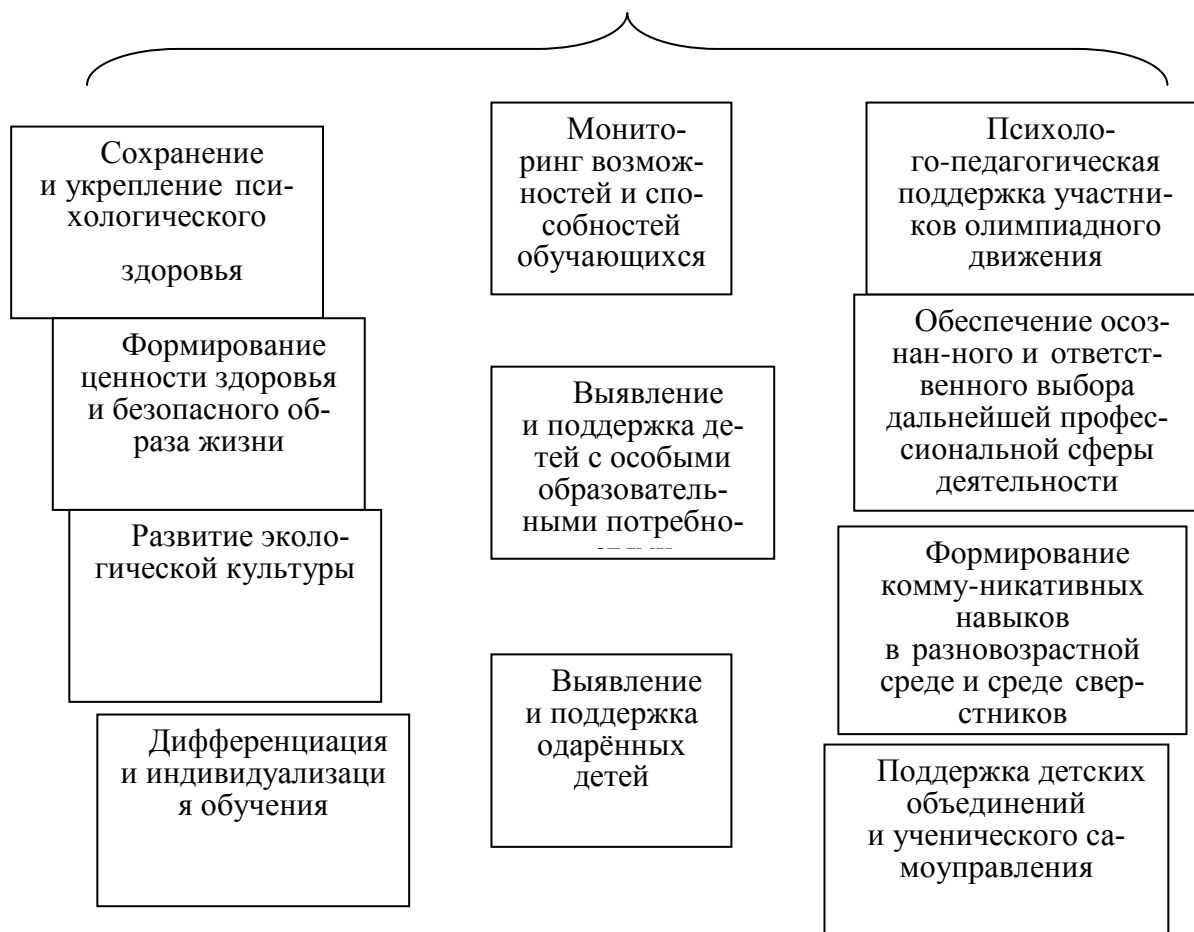 Сохранение
и укрепление пси-
хологического
здоровья
Формирование
ценности здоровья
и безопасного об-
раза жизни
Развитие эколо-
гической культуры
Дифференциация
и индивидуализаци
я обучения
Монито-
ринг возмож-
ностей и спо-
собностей
обучающихся
Выявление
и поддержка де-
тей с особыми
образователь-
ными потребно-
Выявление
и поддержка
одарённых
детей
Психоло-
го-педагогическая
поддержка участни-
ков олимпиадного
движения
Обеспечение осоз-
нан-ного и ответст-
венного выбора
дальнейшей профес-
сиональной сферы
деятельности
Формирование
комму-никативных
навыков
в разновозрастной
среде и среде свер-
стников
Поддержка детских
объединений
и ученического са-
моуправления